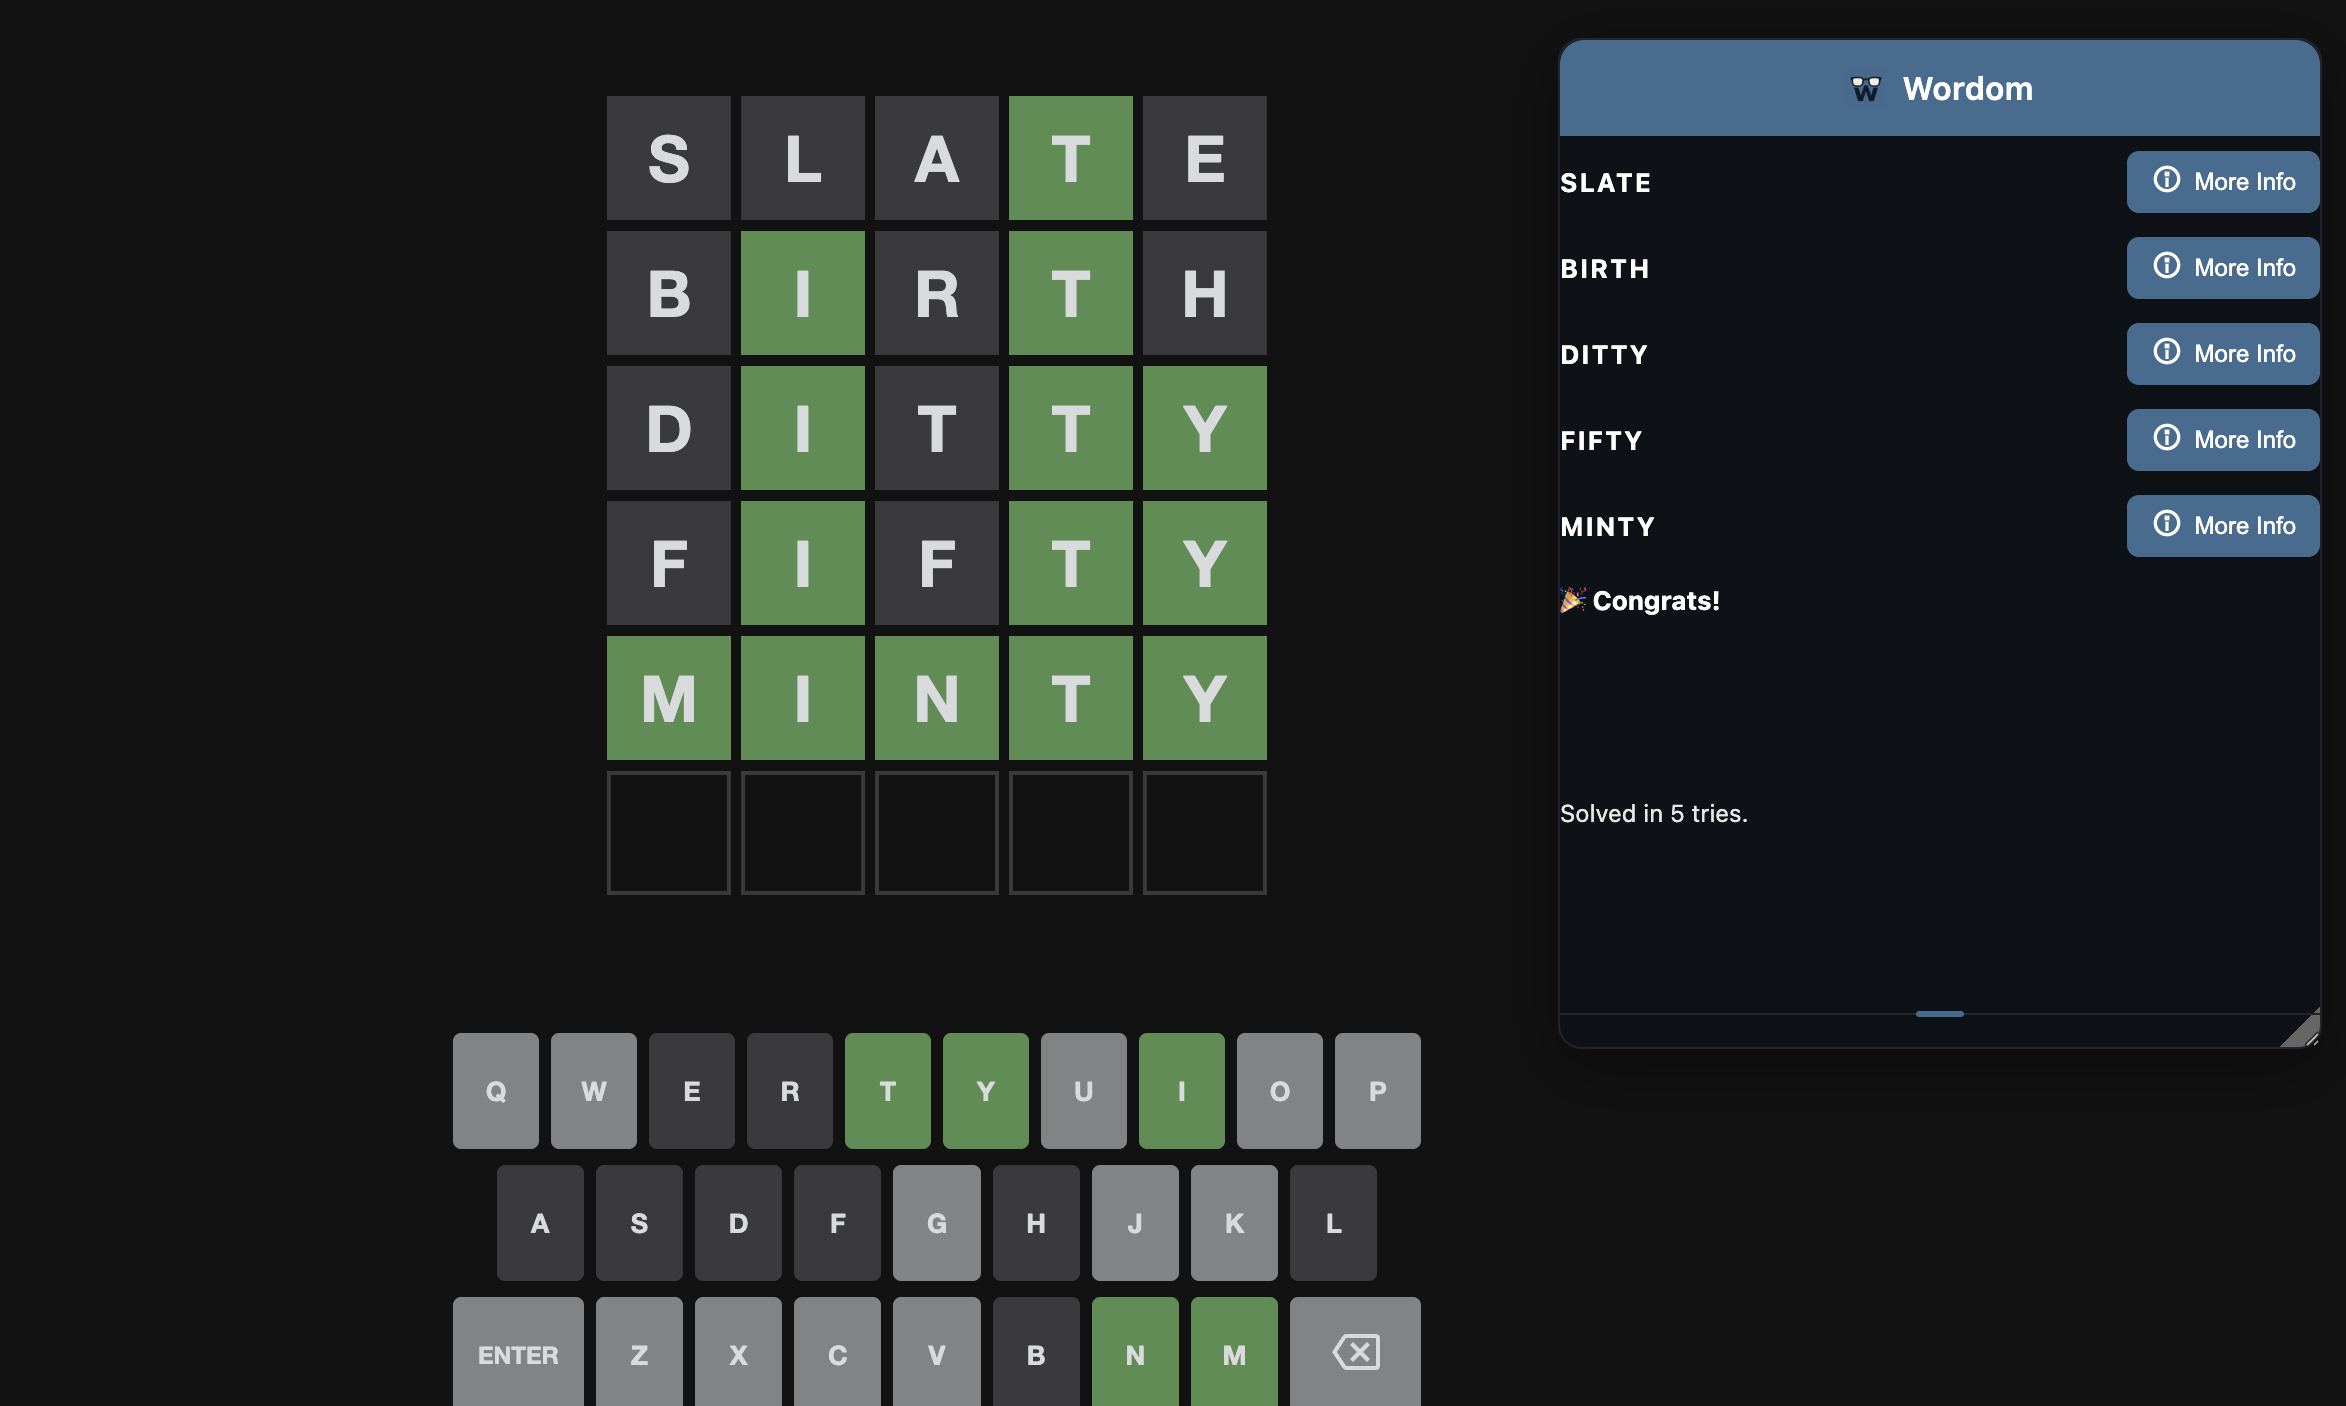 S L A T E
B I R T H
D I T T Y
F I F T Y
M I N T Y
Q W E R T Y U I O P
A S D F G H J K L
ENTER Z X C V B N M
Wordom
SLATE More Info
BIRTH More Info
DITTY More Info
FIFTY More Info
MINTY More Info
🎉 Congrats!
Solved in 5 tries.